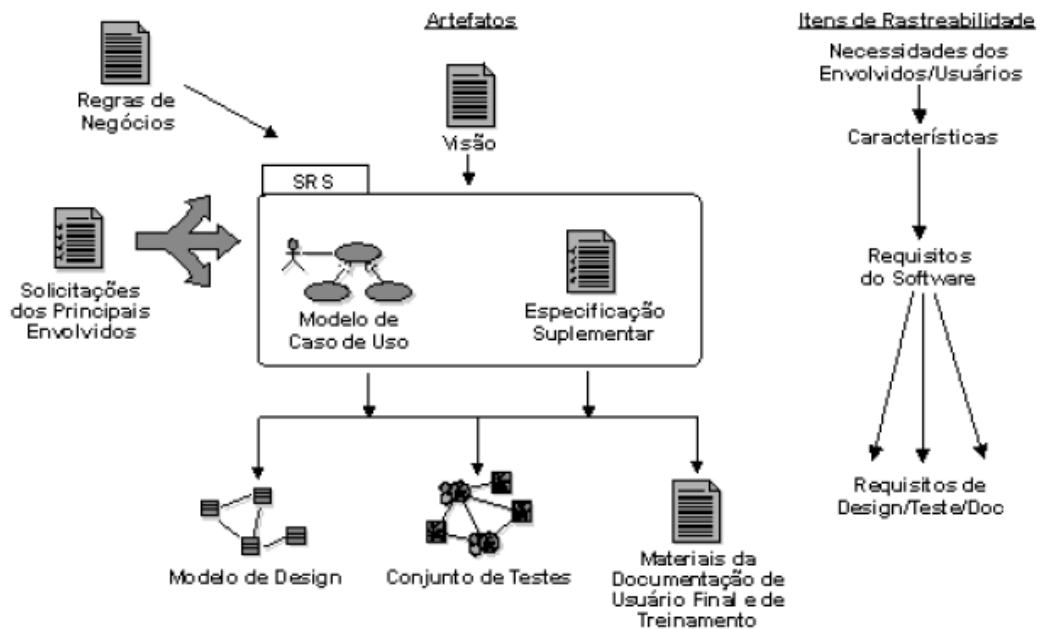 Artefatos
Itens de Rastreabilidade
Necessidades dos
Envolvidos/Usuários
Regras de
Negócios
Visão
Características
SRS
Solicitações
dos Principais
Envolvidos
Modelo de
Caso de Uso
Especificação
Suplementar
Requisitos
do Software
Modelo de Design
Conjunto de Testes
Materiais da
Documentação de
Usuário Final e de
Treinamento
Requisitos de
Design/Teste/Doc